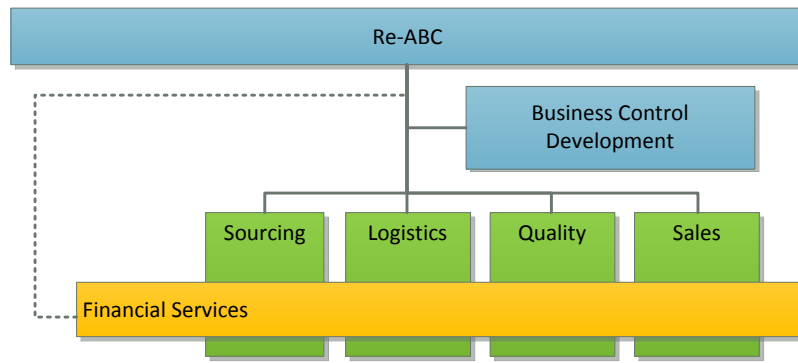 Re-ABC
Business Control
Development
Sourcing
Logistics
Quality
Sales
Financial Services